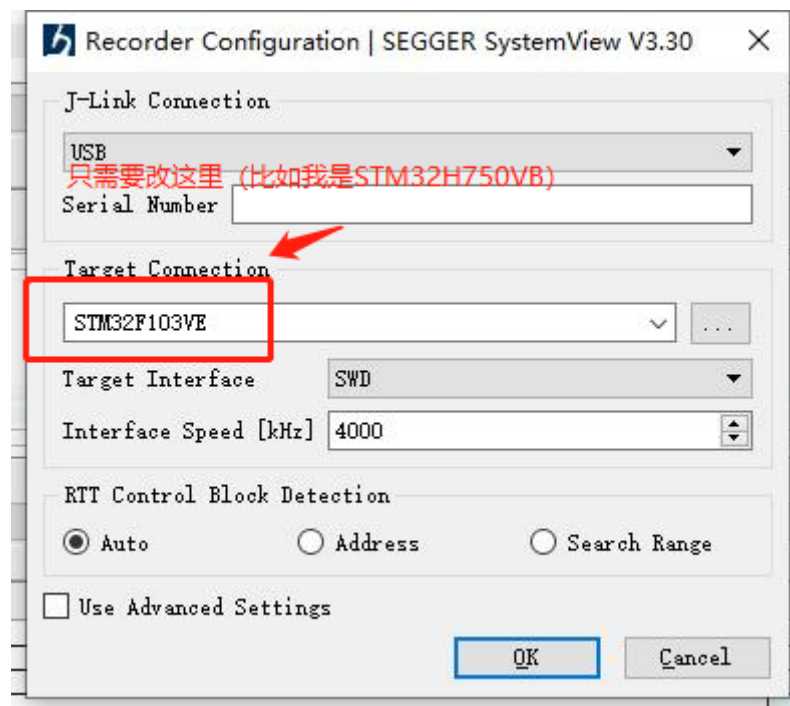 Recorder Configuration | SEGGER SystemView V3.30
J-Link Connection
USB
只需要改这里（比如我是STM32H750VB）
Serial Number
Target Connection
STM32F103VE
...
Target Interface
SWD
Interface Speed [kHz]
4000
RTT Control Block Detection
Auto
Address
Search Range
Use Advanced Settings
OK
Cancel